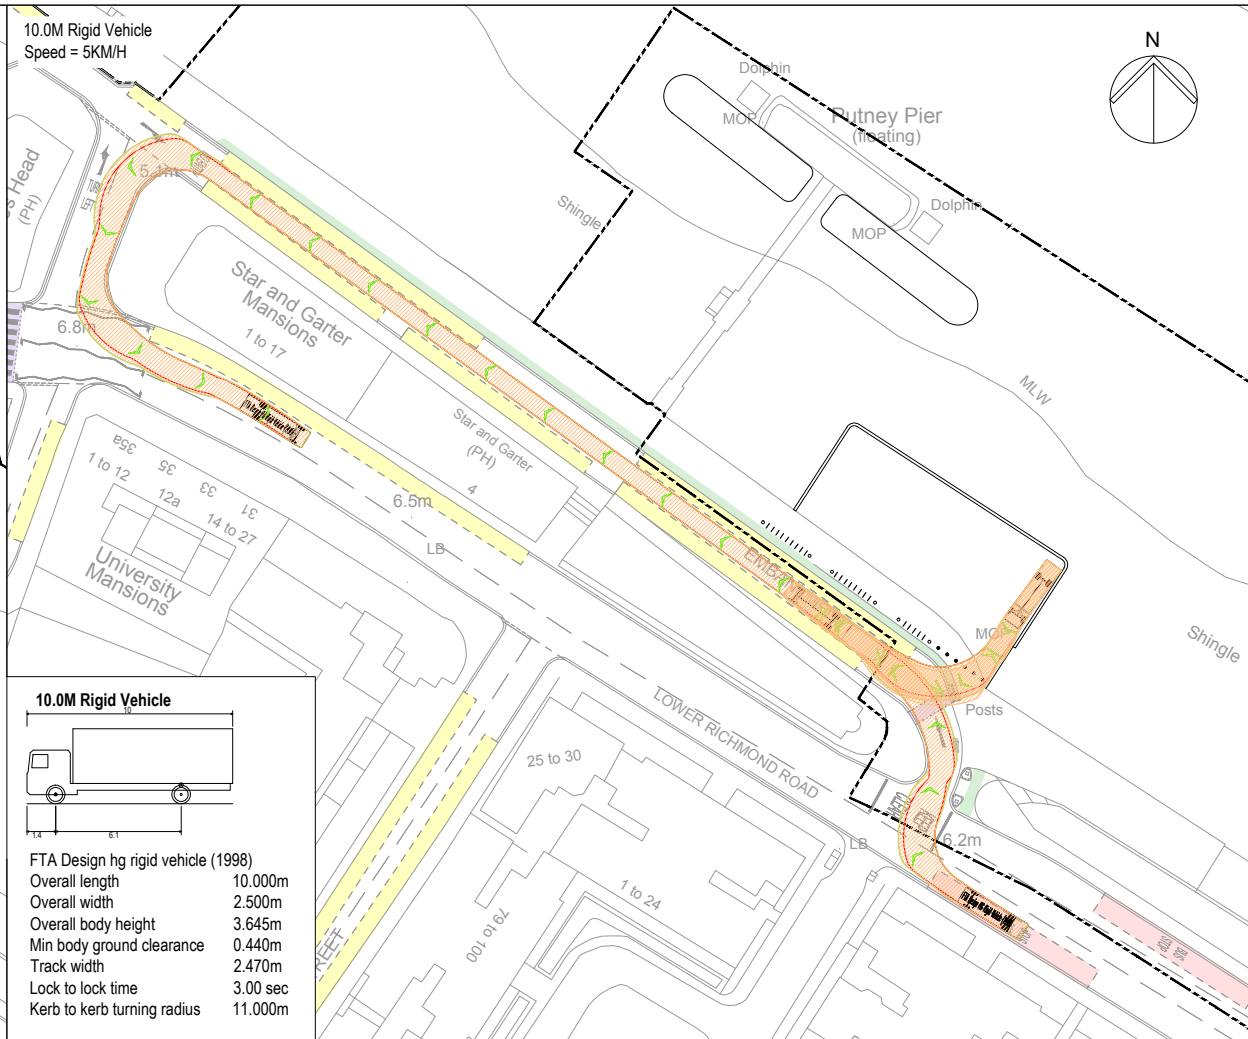 10.0M Rigid Vehicle
Speed = 5KM/H
N
Dolphin
MOP
Putney Pier
(floating)
Dolphin
MOP
Shingle
s Head
(PH)
Star and Garter
Mansions
1 to 17
6.8m
Star and Garter
(PH)
4
MLW
6.5m
LB
35a
35
33
31
1 to 12
12a
14 to 27
University
Mansions
MOP
Shingle
Posts
LOWER RICHMOND ROAD
25 to 30
LB
6.2m
1 to 24
79 to 100
REET
BUS
STOP
10.0M Rigid Vehicle
10
1.4
6.1
FTA Design hg rigid vehicle (1998)
Overall length 10.000m
Overall width 2.500m
Overall body height 3.645m
Min body ground clearance 0.440m
Track width 2.470m
Lock to lock time 3.00 sec
Kerb to kerb turning radius 11.000m